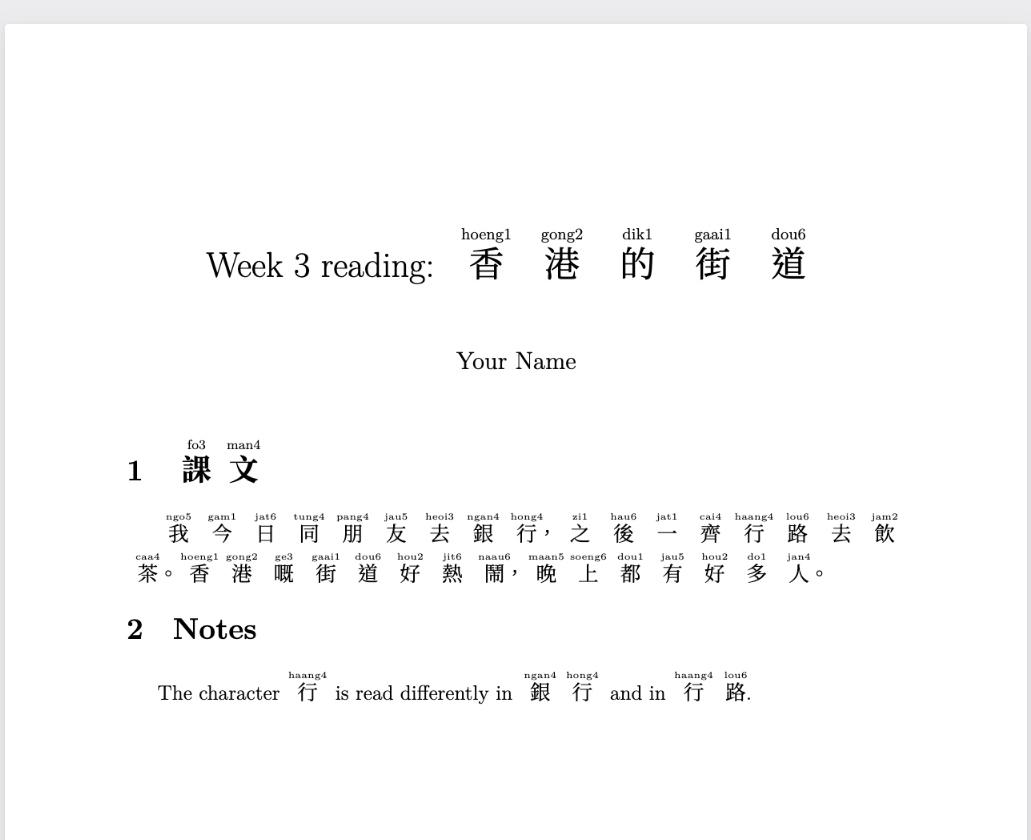 hoeng1 gong2 dik1 gaai1 dou6
Week 3 reading: 香港的街道
Your Name
fo3 man4
1 課文
ngo5 gam1 jat6 tung4 pang4 jau5 heoi3 ngan4 hong4 zi1 hau6 jat1 cai4 haang4 lou6 heoi3 jam2
我今日同朋友去銀行，之後一齊行路去飲
caa4 hoeng1 gong2 ge3 gaai1 dou6 hou2 jit6 naau6 maan5 soeng6 dou1 jau5 hou2 do1 jan4
茶。香港嘅街道好熱鬧，晚上都有好多人。
2 Notes
haang4 ngan4 hong4 haang4 lou6
The character 行 is read differently in 銀行 and in 行路.